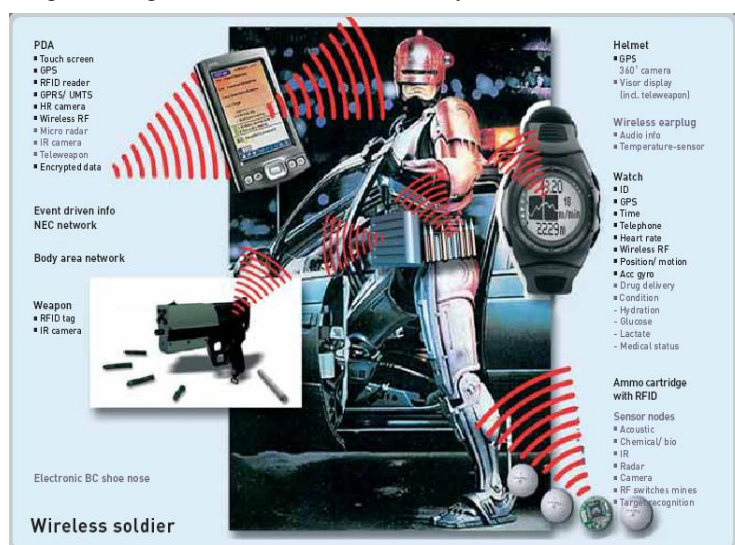 PDA
▪ Touch screen
▪ GPS
▪ RFID reader
▪ GPRS/ UMTS
▪ HR camera
▪ Wireless RF
▪ Micro radar
▪ IR camera
▪ Teleweapon
▪ Encrypted data
Event driven info
NEC network
Body area network
Weapon
▪ RFID tag
▪ IR camera
Electronic BC shoe nose
Wireless soldier
18
m/min
2229m
Helmet
▪ GPS
360° camera
▪ Visor display
(incl. teleweapon)
Wireless earplug
▪ Audio info
▪ Temperature-sensor
Watch
▪ ID
▪ GPS
▪ Time
▪ Telephone
▪ Heart rate
▪ Wireless RF
▪ Position/ motion
▪ Acc gyro
▪ Drug delivery
▪ Condition
- Hydration
- Glucose
- Lactate
- Medical status
Ammo cartridge
with RFID
Sensor nodes
▪ Acoustic
▪ Chemical/ bio
▪ IR
▪ Radar
▪ Camera
▪ RF switches mines
▪ Target recognition